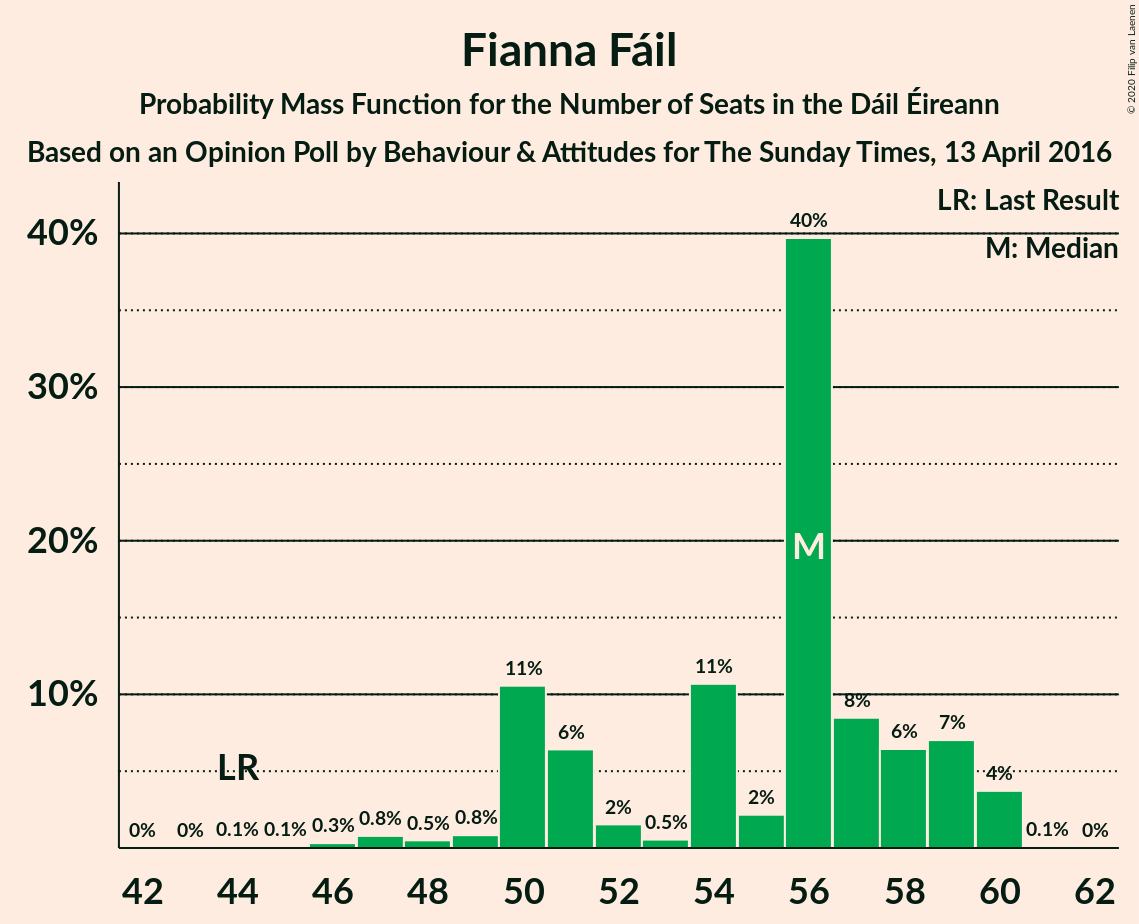 © 2020 Filip van Laenen
Fianna Fáil
Probability Mass Function for the Number of Seats in the Dáil Éireann
Based on an Opinion Poll by Behaviour & Attitudes for The Sunday Times, 13 April 2016
LR: Last Result
M: Median
40%
30%
20%
10%
0%
0%
0.1%
0.1%
0.3%
0.8%
0.5%
0.8%
11%
6%
2%
0.5%
11%
2%
40%
8%
6%
7%
4%
0.1%
0%
LR
M
42 44 46 48 50 52 54 56 58 60 62